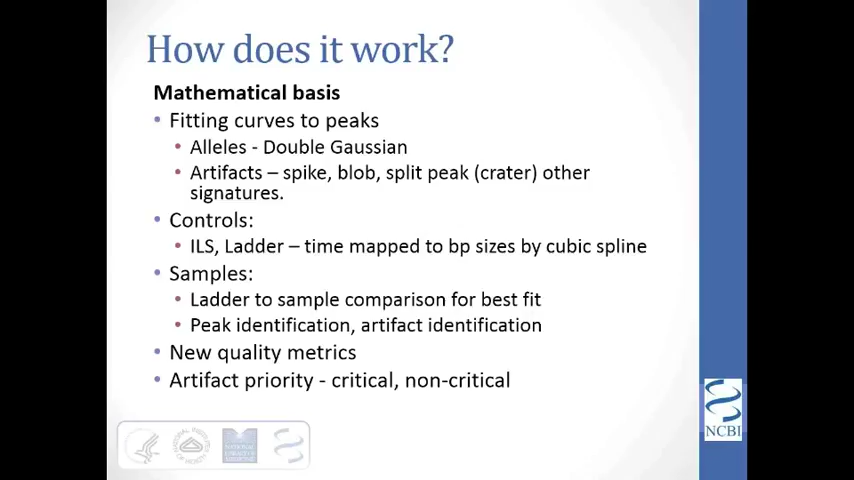 How does it work?
Mathematical basis
• Fitting curves to peaks
• Alleles - Double Gaussian
• Artifacts – spike, blob, split peak (crater) other
signatures.
• Controls:
• ILS, Ladder – time mapped to bp sizes by cubic spline
• Samples:
• Ladder to sample comparison for best fit
• Peak identification, artifact identification
• New quality metrics
• Artifact priority - critical, non-critical
NCBI